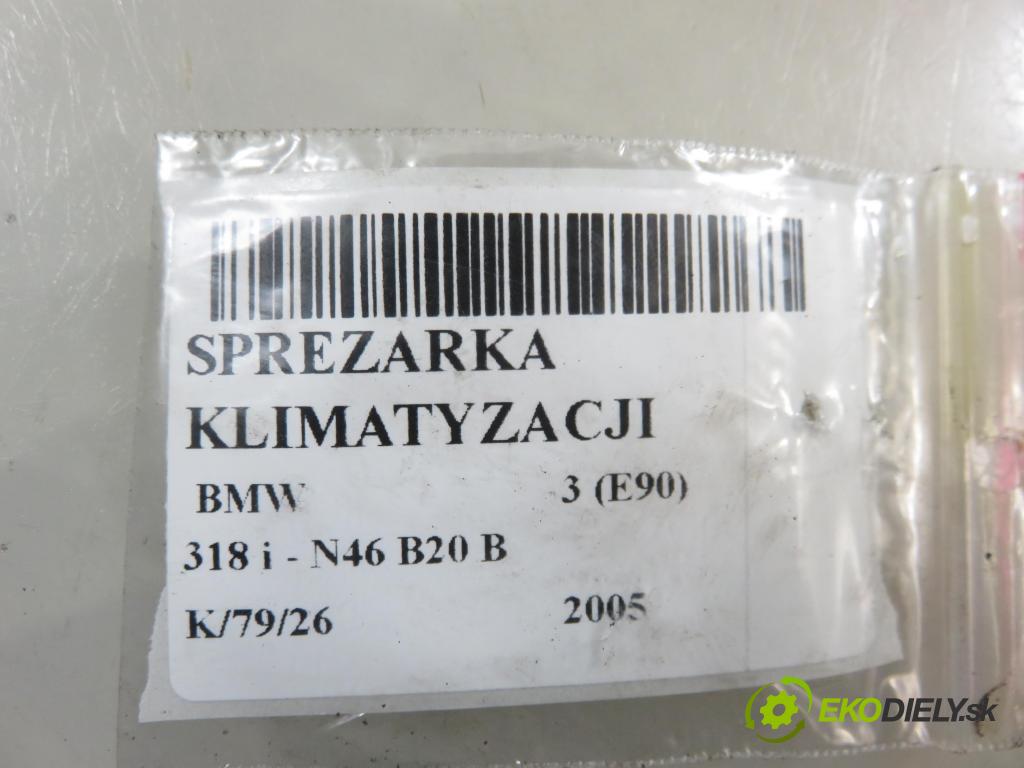 SPREZARKA
KLIMATYZACJI
BMW 3 (E90)
318 i - N46 B20 B
K/79/26 2005
EKODIELY.sk